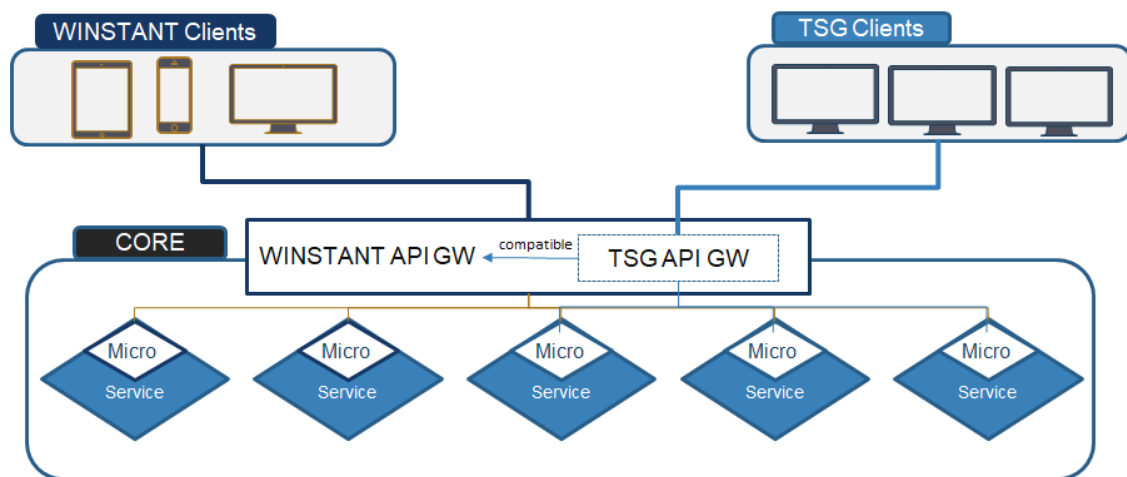 WINSTANT Clients
TSG Clients
CORE
WINSTANT API GW
compatible
TSG API GW
Micro
Service
Micro
Service
Micro
Service
Micro
Service
Micro
Service